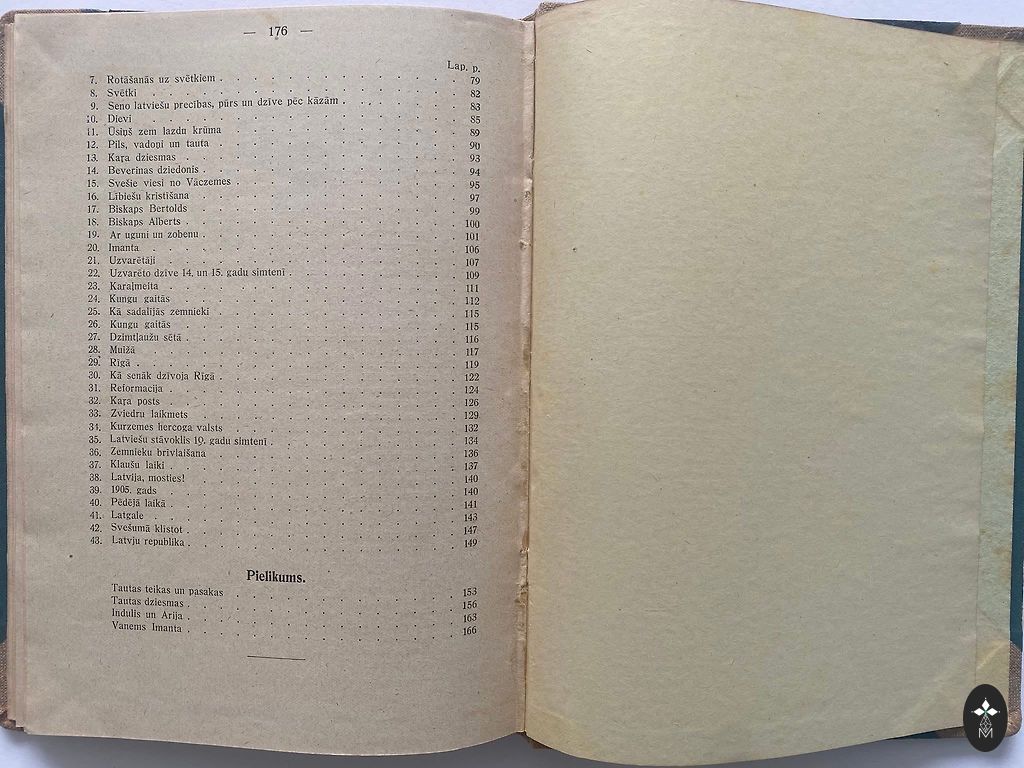 — 176 —
Lap. p.
7. Rotāšanās uz svētkiem . . . . . . . . . . . . 79
8. Svētki . . . . . . . . . . . . 82
9. Seno latviešu precības, pūrs un dzīve pēc kāzām . . . . . . 83
10. Dievi . . . . . . . . . . . . 85
11. Ūsiņš zem lazdu krūma . . . . . . . . . . . . 89
12. Pils, vadoņi un tauta . . . . . . . . . . . . 90
13. Kaŗa dziesmas . . . . . . . . . . . . 93
14. Beverinas dziedonis . . . . . . . . . . . . 94
15. Svešie viesi no Vāczemes . . . . . . . . . . . . 95
16. Lībiešu kristīšana . . . . . . . . . . . . 97
17. Biskaps Bertolds . . . . . . . . . . . . 99
18. Biskaps Alberts . . . . . . . . . . . . 100
19. Ar uguni un zobenu . . . . . . . . . . . . 101
20. Imanta . . . . . . . . . . . . 106
21. Uzvarētāji . . . . . . . . . . . . 107
22. Uzvarēto dzīve 14. un 15. gadu simtenī . . . . . . . . 109
23. Karaļmeita . . . . . . . . . . . . 111
24. Kungu gaitās . . . . . . . . . . . . 112
25. Kā sadalījās zemnieki . . . . . . . . . . . . 115
26. Kungu gaitās . . . . . . . . . . . . 115
27. Dzimtļaužu sētā . . . . . . . . . . . . 116
28. Muižā . . . . . . . . . . . . 117
29. Rīgā . . . . . . . . . . . . 119
30. Kā senāk dzīvoja Rīgā . . . . . . . . . . . . 122
31. Reformacija . . . . . . . . . . . . 124
32. Kaŗa posts . . . . . . . . . . . . 126
33. Zviedru laikmets . . . . . . . . . . . . 129
34. Kurzemes hercoga valsts . . . . . . . . . . . . 132
35. Latviešu stāvoklis 19. gadu simtenī . . . . . . . . 134
36. Zemnieku brīvlaišana . . . . . . . . . . . . 136
37. Klaušu laiki . . . . . . . . . . . . 137
38. Latvija, mosties! . . . . . . . . . . . . 140
39. 1905. gads . . . . . . . . . . . . 140
40. Pēdējā laikā . . . . . . . . . . . . 141
41. Latgale . . . . . . . . . . . . 143
42. Svešumā klīstot . . . . . . . . . . . . 147
43. Latvju republika . . . . . . . . . . . . 149
Pielikums.
Tautas teikas un pasakas . . . . . . . . . . 153
Tautas dziesmas . . . . . . . . . . 156
Indulis un Ārija . . . . . . . . . . 163
Vanems Imanta . . . . . . . . . . 166